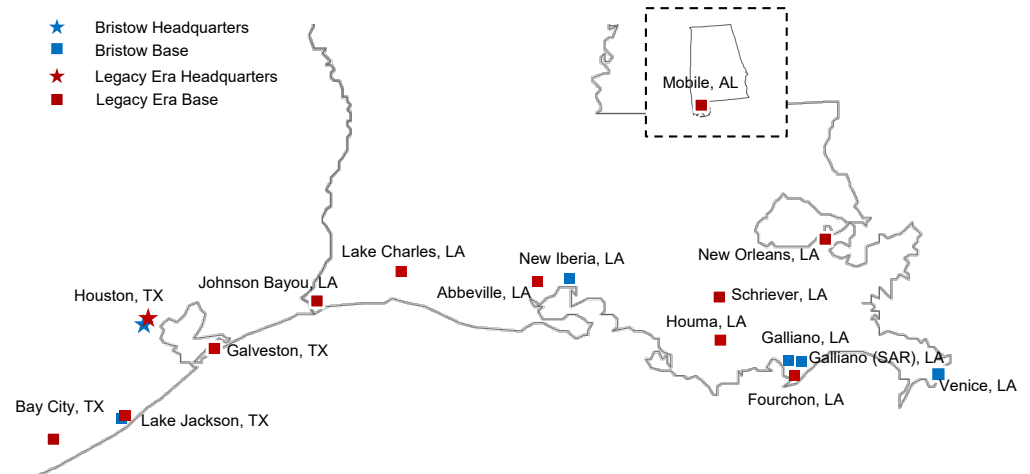 Bristow Headquarters
Bristow Base
Legacy Era Headquarters
Legacy Era Base
Mobile, AL
Lake Charles, LA
New Iberia, LA
New Orleans, LA
Johnson Bayou, LA
Abbeville, LA
Houston, TX
Schriever, LA
Houma, LA
Galveston, TX
Galliano, LA
Galliano (SAR), LA
Venice, LA
Fourchon, LA
Bay City, TX
Lake Jackson, TX